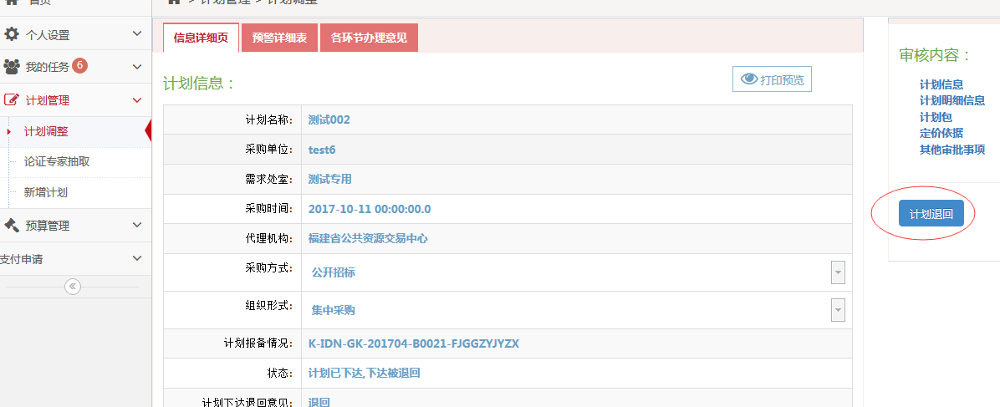 首页
> 计划管理 > 计划调整
个人设置
我的任务 6
计划管理
计划调整
论证专家抽取
新增计划
预算管理
支付申请
信息详细页 预警详细表 各环节办理意见
计划信息：
打印预览
计划名称: 测试002
采购单位: test6
需求处室: 测试专用
采购时间: 2017-10-11 00:00:00.0
代理机构: 福建省公共资源交易中心
采购方式: 公开招标
组织形式: 集中采购
计划报备情况: K-IDN-GK-201704-B0021-FJGGZYJYZX
状态: 计划已下达,下达被退回
计划下达退回意见: 退回
审核内容：
计划信息
计划明细信息
计划包
定价依据
其他审批事项
计划退回